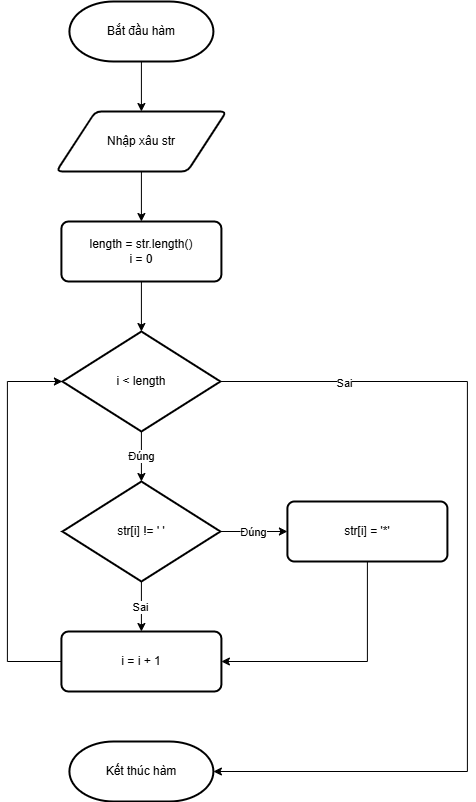 Bắt đầu hàm
Nhập xâu str
length = str.length()
i = 0
i < length
Sai
Đúng
str[i] != ' '
Đúng
str[i] = '*'
Sai
i = i + 1
Kết thúc hàm